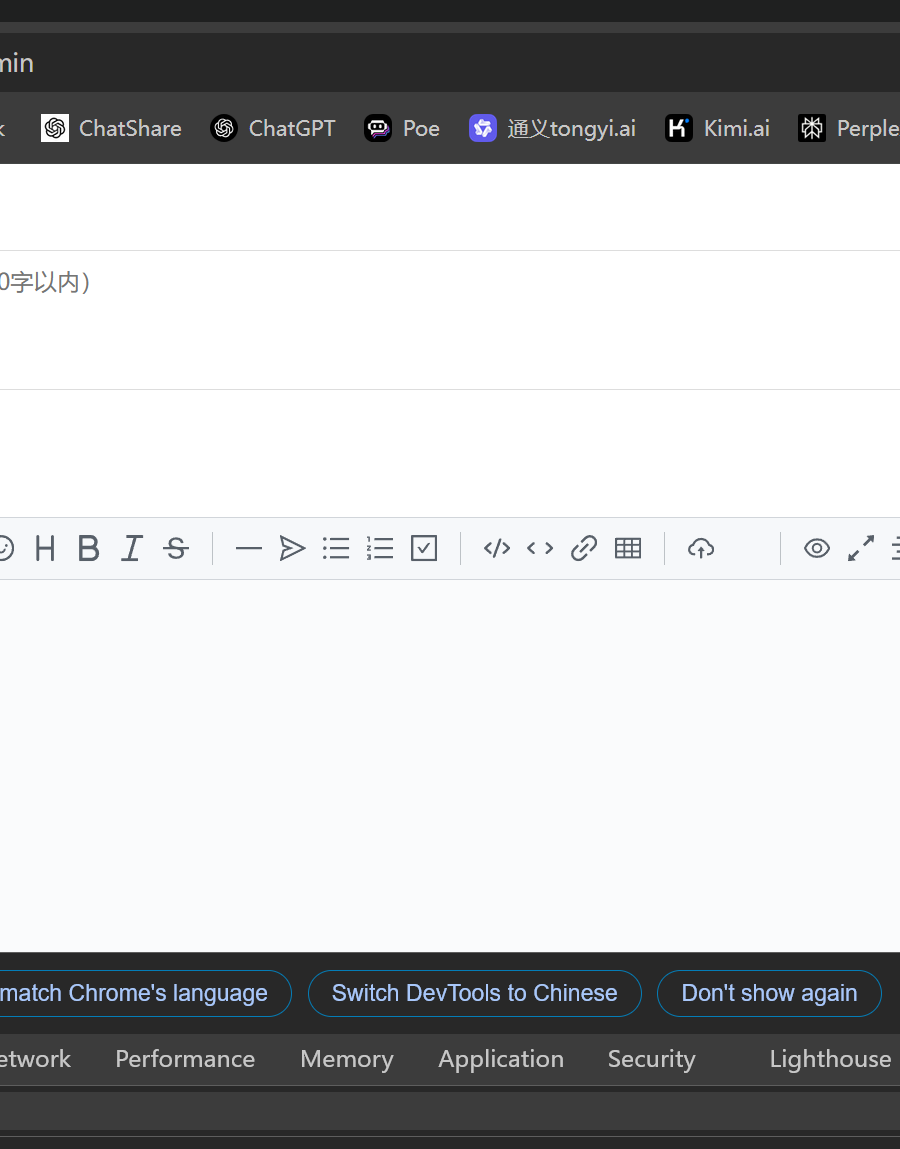 min
ChatShare ChatGPT Poe 通义tongyi.ai Kimi.ai Perple
0字以内）
match Chrome's language Switch DevTools to Chinese Don't show again
etwork Performance Memory Application Security Lighthouse